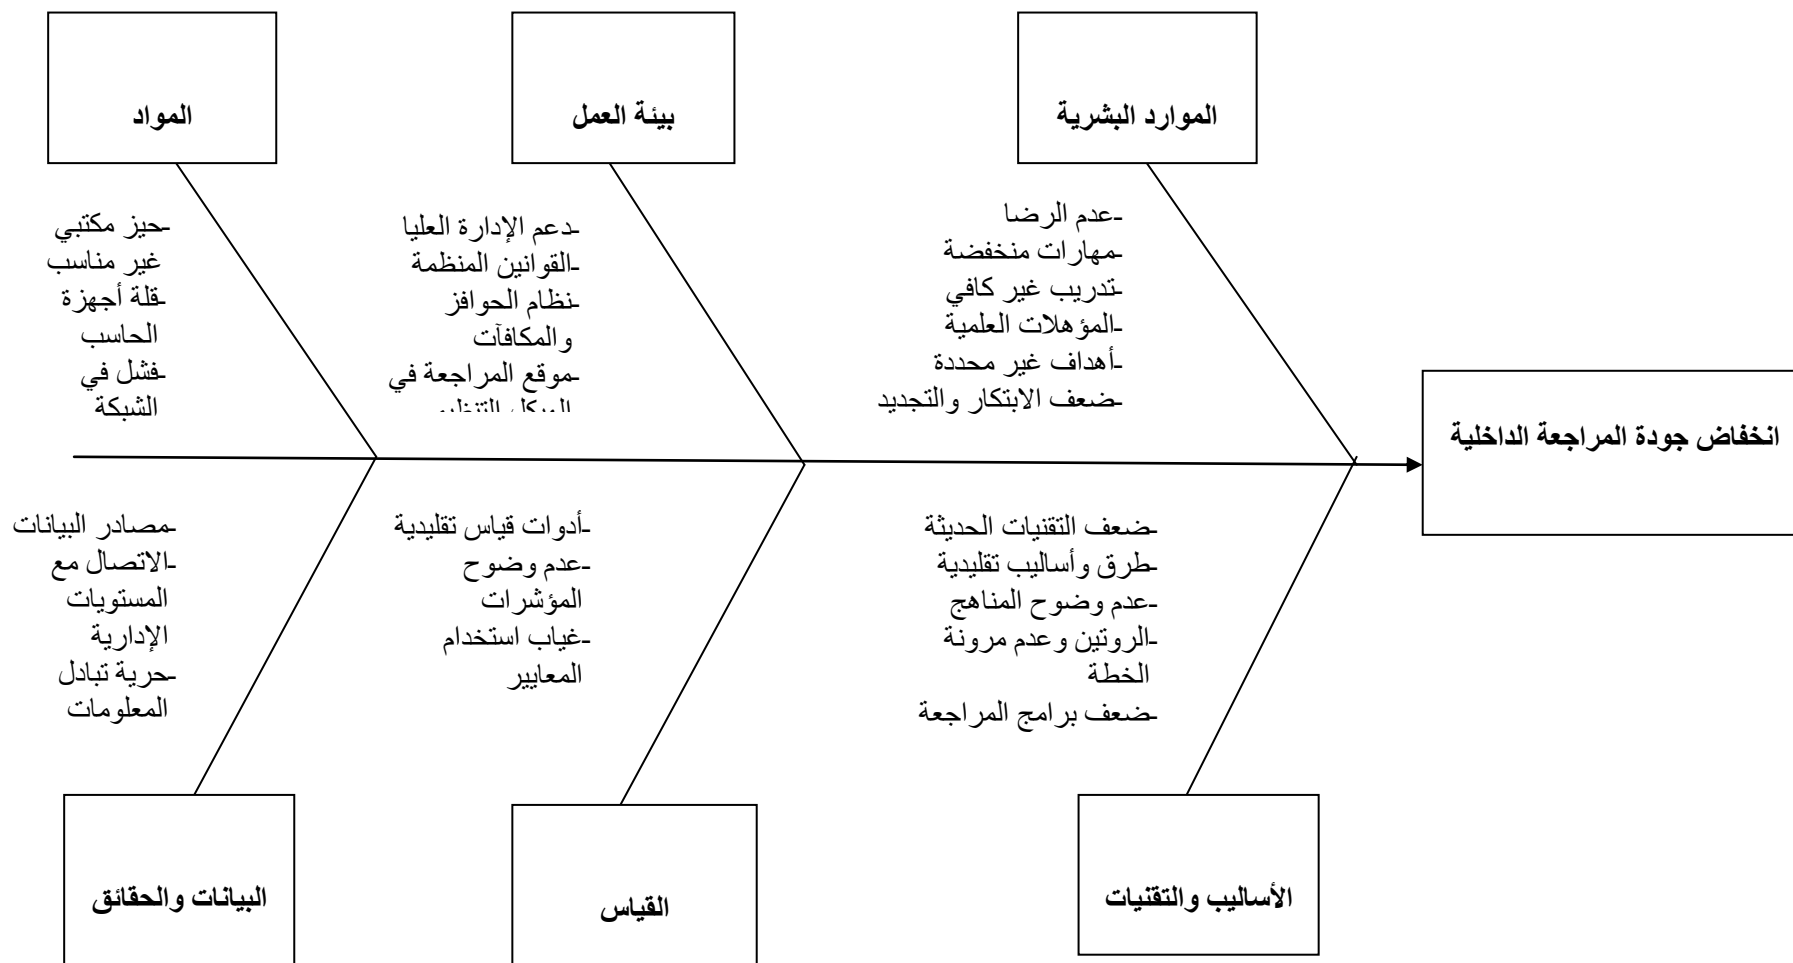 الموارد البشرية
بيئة العمل
المواد
-عدم الرضا
-مهارات منخفضة
-تدريب غير كافي
-المؤهلات العلمية
-أهداف غير محددة
-ضعف الابتكار والتجديد
-دعم الإدارة العليا
-القوانين المنظمة
-نظام الحوافز
والمكافآت
-موقع المراجعة في
-حيز مكتبي
غير مناسب
-قلة أجهزة
الحاسب
-فشل في
الشبكة
انخفاض جودة المراجعة الداخلية
-ضعف التقنيات الحديثة
-طرق وأساليب تقليدية
-عدم وضوح المناهج
-الروتين وعدم مرونة
الخطة
-ضعف برامج المراجعة
-أدوات قياس تقليدية
-عدم وضوح
المؤشرات
-غياب استخدام
المعايير
-مصادر البيانات
-الاتصال مع
المستويات
الإدارية
-حرية تبادل
المعلومات
الأساليب والتقنيات
القياس
البيانات والحقائق